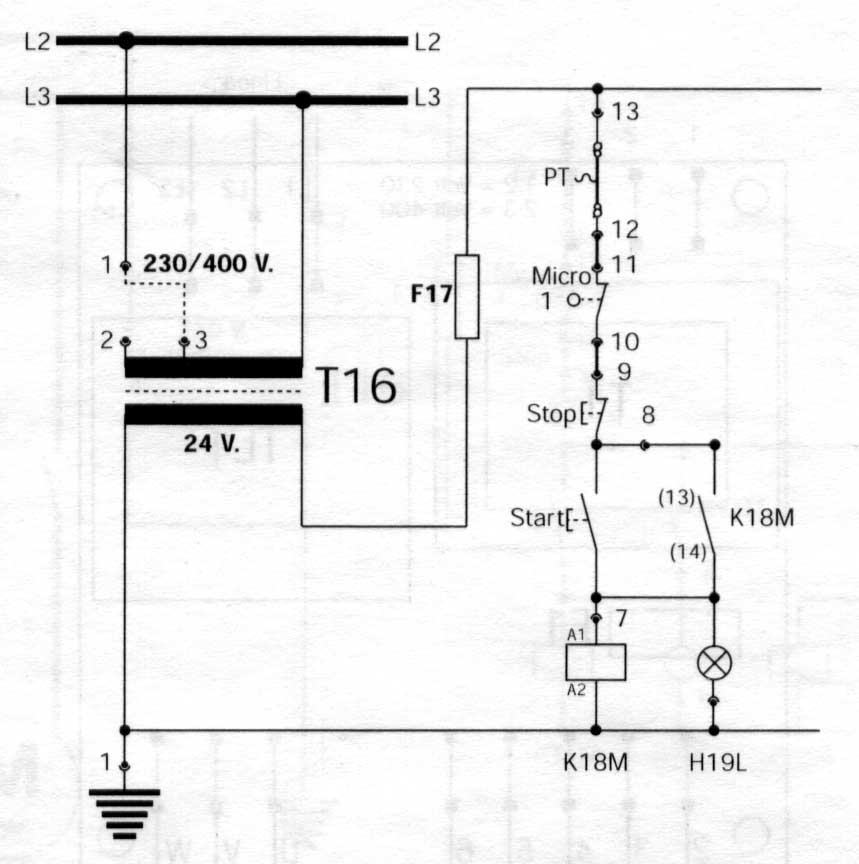 L2 L2
L3 L3
13
PT
12
1 230/400 V.
11
Micro
F17
1
2 3
10
9
T16
Stop 8
24 V.
(13)
Start K18M
(14)
7
A1
A2
1
K18M H19L